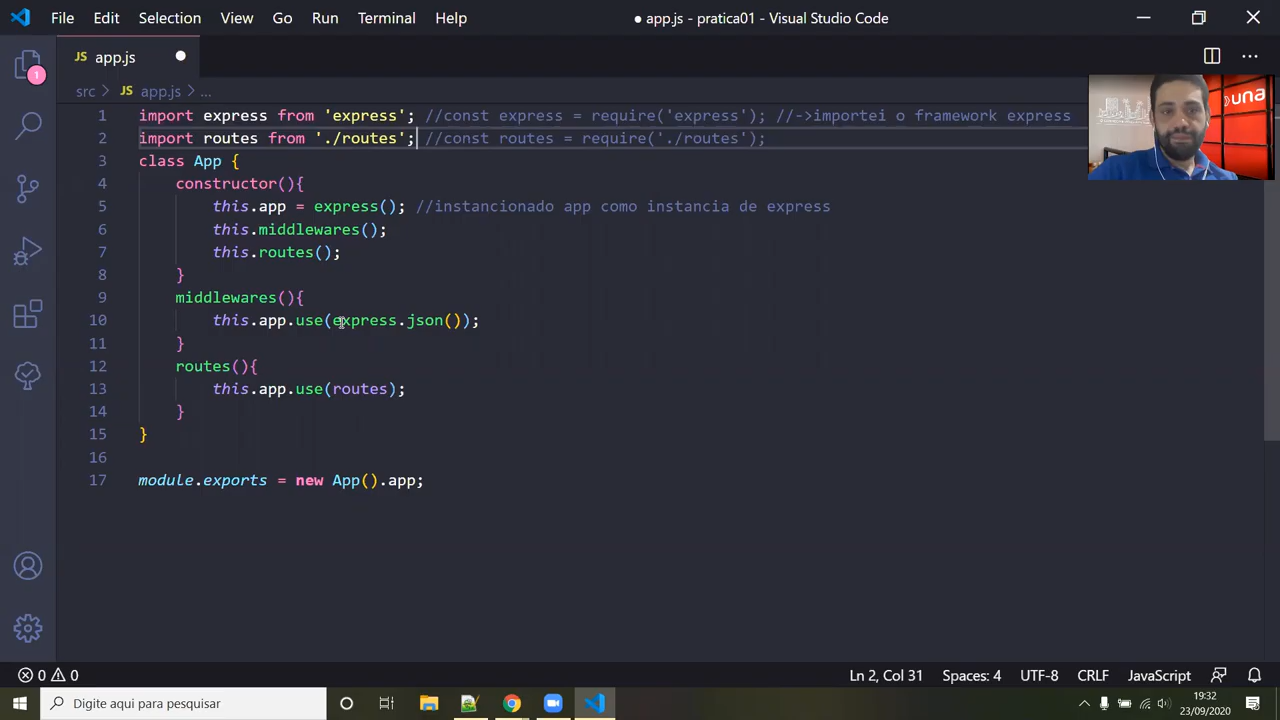 File Edit Selection View Go Run Terminal Help ● app.js - pratica01 - Visual Studio Code
JS app.js
src JS app.js ...
una
1
1 import express from 'express'; //const express = require('express'); //->importei o framework express
2 import routes from './routes'; //const routes = require('./routes');
3 class App {
4 constructor(){
5 this.app = express(); //instancionado app como instancia de express
6 this.middlewares();
7 this.routes();
8 }
9 middlewares(){
10 this.app.use(express.json());
11 }
12 routes(){
13 this.app.use(routes);
14 }
15 }
16
17 module.exports = new App().app;
0 0 Ln 2, Col 31 Spaces: 4 UTF-8 CRLF JavaScript
Digite aqui para pesquisar
19:32
23/09/2020